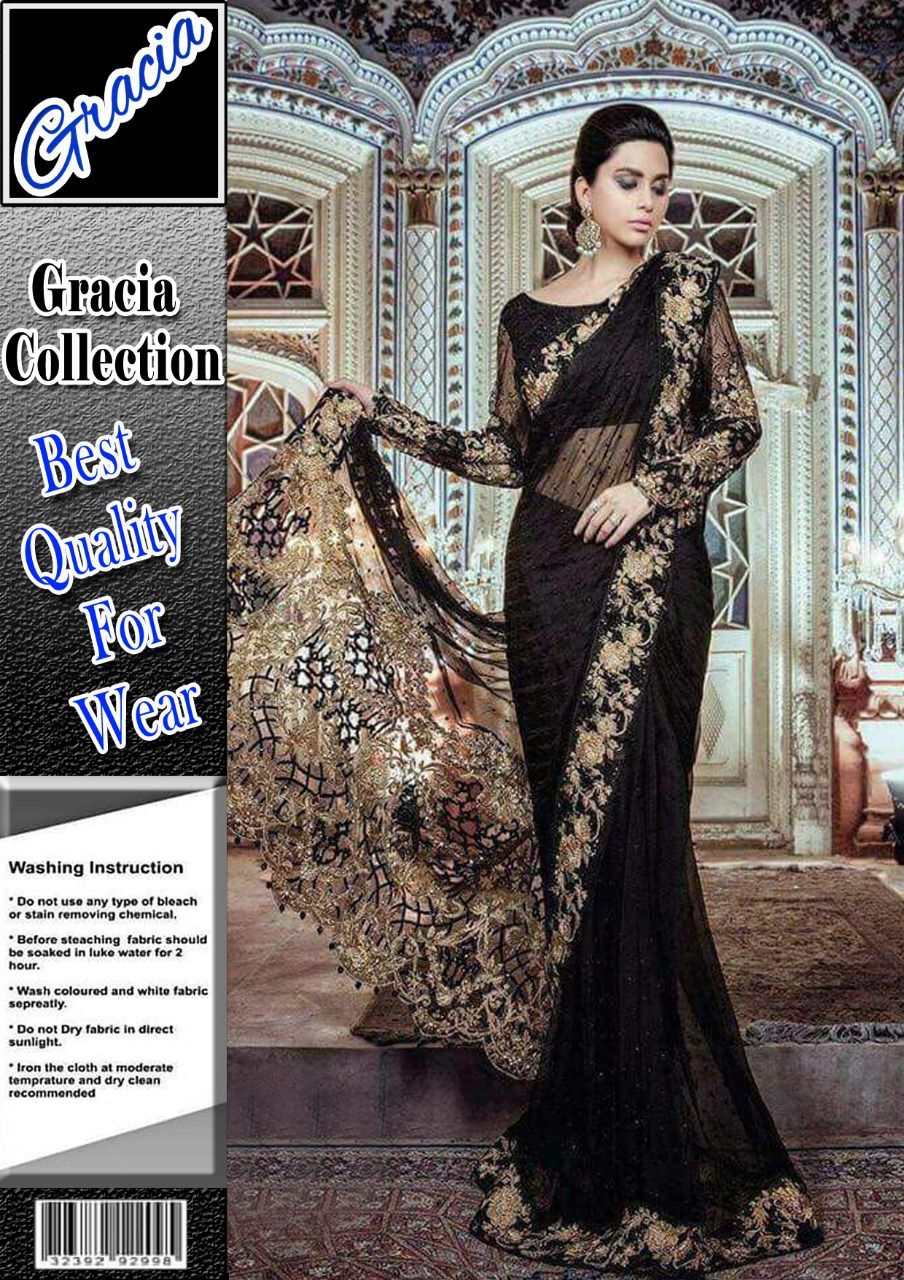 Gracia
Gracia
Collection
Best
Quality
For
Wear
Washing Instruction
* Do not use any type of bleach
or stain removing chemical.
* Before steaching fabric should
be soaked in luke water for 2
hour.
* Wash coloured and white fabric
sepreatly.
* Do not Dry fabric in direct
sunlight.
* Iron the cloth at moderate
temprature and dry clean
recommended
32392 92998